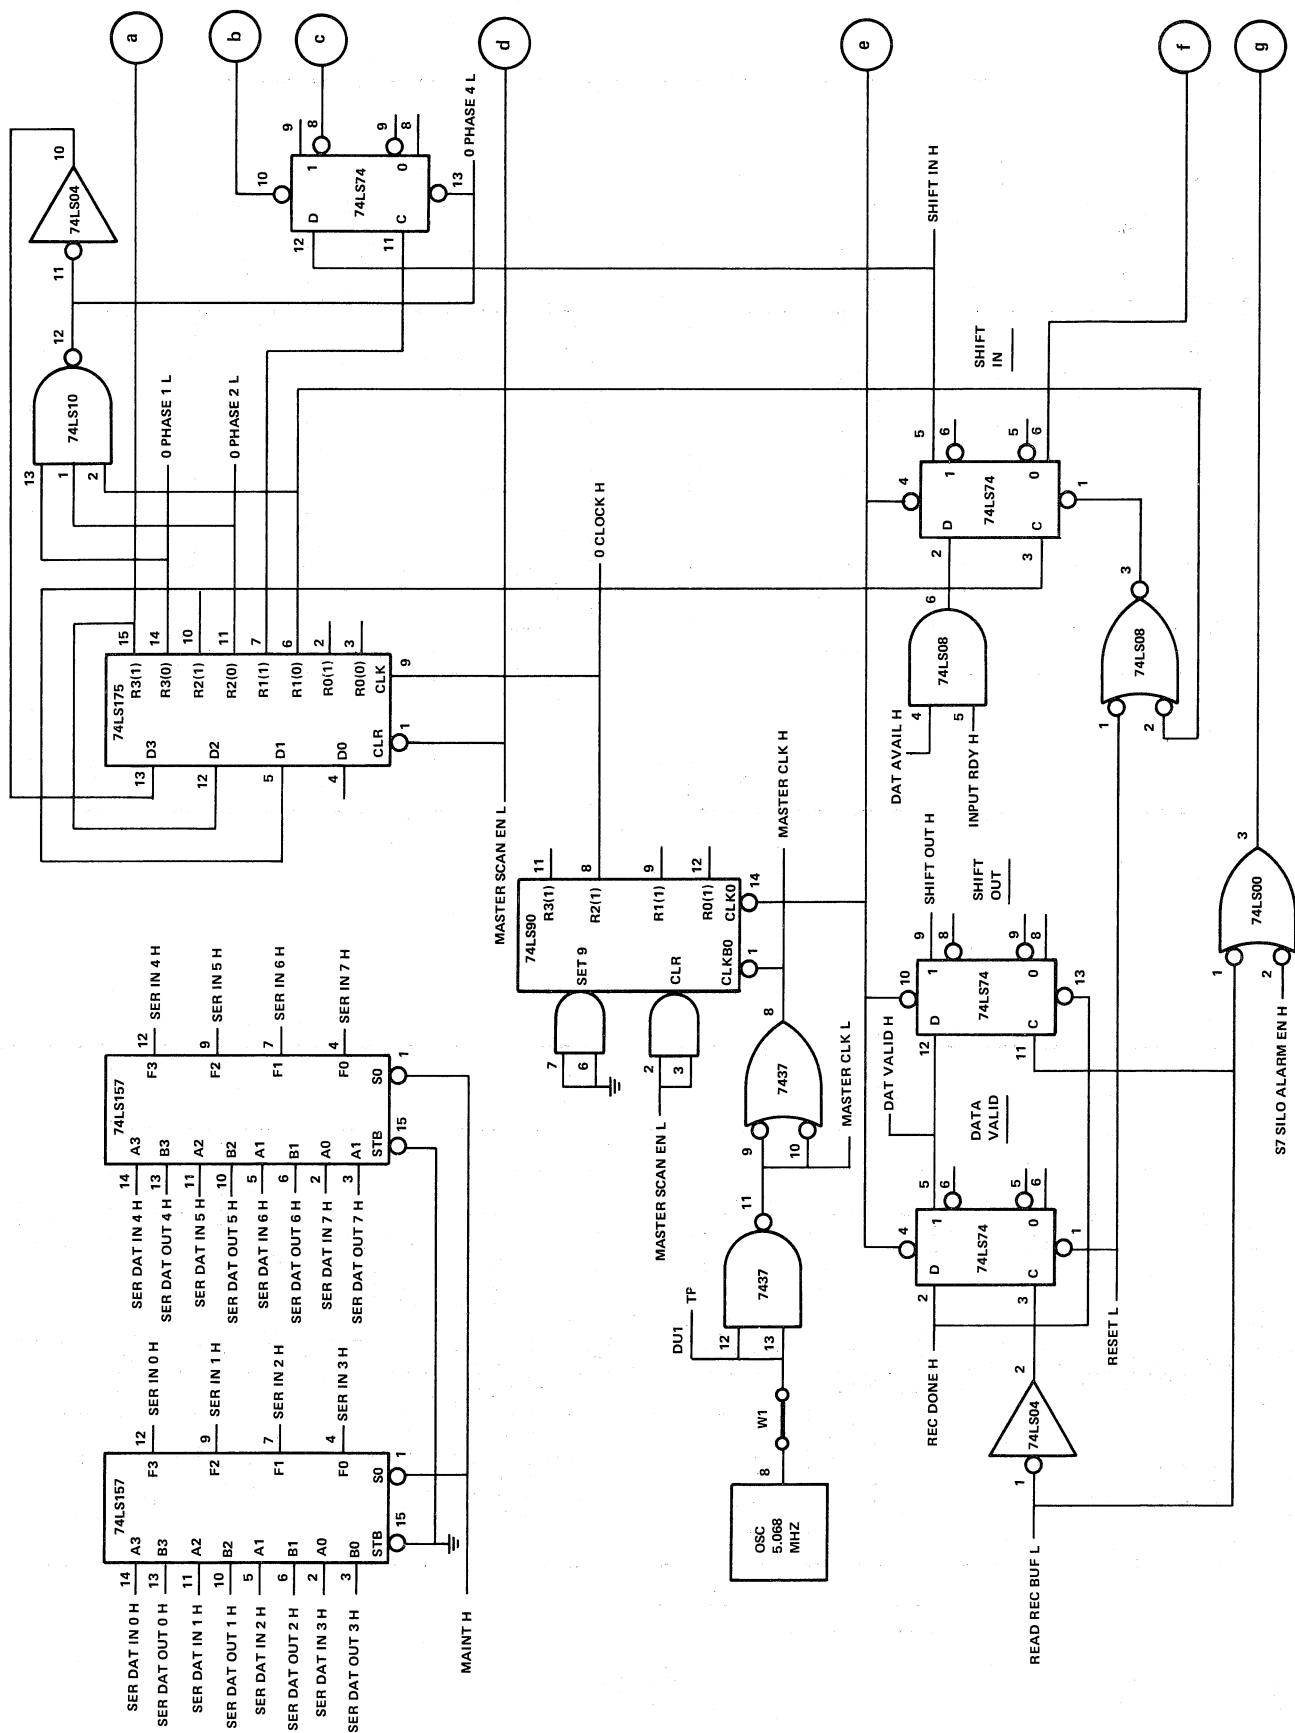 SER DAT IN 0 H
SER DAT OUT 0 H
SER DAT IN 1 H
SER DAT OUT 1 H
SER DAT IN 2 H
SER DAT OUT 2 H
SER DAT IN 3 H
SER DAT OUT 3 H
14
13
11
10
5
6
2
3
74LS157
A3
B3
A2
B2
A1
B1
A0
B0
STB
15
F3
F2
F1
F0
S0
1
12
9
7
4
SER IN 0 H
SER IN 1 H
SER IN 2 H
SER IN 3 H
MAINT H
SER DAT IN 4 H
SER DAT OUT 4 H
SER DAT IN 5 H
SER DAT OUT 5 H
SER DAT IN 6 H
SER DAT OUT 6 H
SER DAT IN 7 H
SER DAT OUT 7 H
14
13
11
10
5
6
2
3
74LS157
A3
B3
A2
B2
A1
B1
A0
A1
STB
15
F3
F2
F1
F0
S0
1
12
9
7
4
SER IN 4 H
SER IN 5 H
SER IN 6 H
SER IN 7 H
13
12
5
4
74LS175
D3
D2
D1
D0
CLR
1
R3(1)
R3(0)
R2(1)
R2(0)
R1(1)
R1(0)
R0(1)
R0(0)
CLK
15
14
10
11
7
6
2
3
9
0 PHASE 1 L
0 PHASE 2 L
13
1
2
74LS10
12
11
74LS04
10
12
11
D
C
74LS74
1
0
10
13
9
8
9
8
0 PHASE 4 L
a
b
c
d
e
f
g
MASTER SCAN EN L
OSC
5.068
MHZ
8
W1
DU1
TP
12
13
7437
11
9
10
7437
8
MASTER CLK L
MASTER CLK H
MASTER SCAN EN L
7
6
2
3
74LS90
SET 9
CLR
CLKB0
1
R3(1)
R2(1)
R1(1)
R0(1)
CLK0
14
11
8
9
12
0 CLOCK H
READ REC BUF L
1
74LS04
2
REC DONE H
2
3
D
C
74LS74
1
0
4
1
5
6
5
6
DATA
VALID
DAT VALID H
RESET L
12
11
D
C
74LS74
1
0
10
13
9
8
9
8
SHIFT OUT H
SHIFT
OUT
S7 SILO ALARM EN H
1
2
74LS00
3
DAT AVAIL H
INPUT RDY H
4
5
74LS08
6
1
2
74LS08
3
2
3
D
C
74LS74
1
0
4
1
5
6
5
6
SHIFT
IN
SHIFT IN H